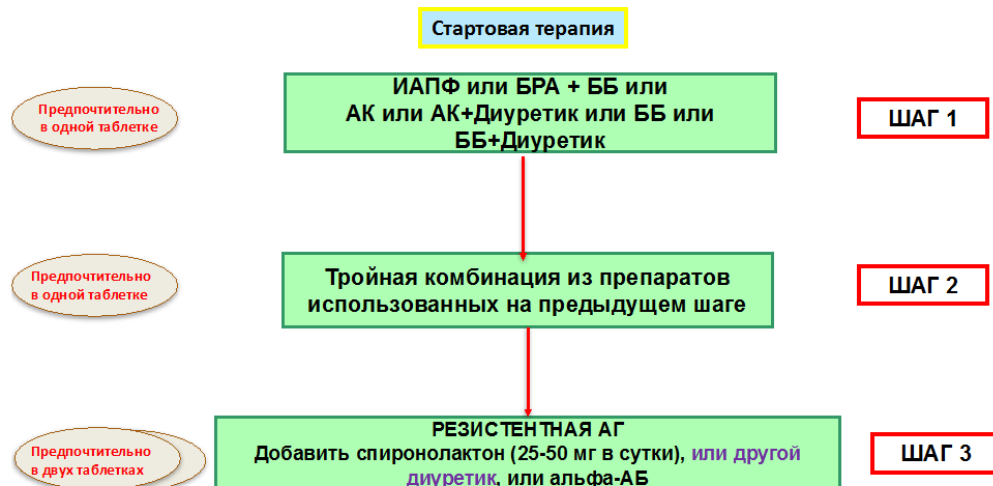 Стартовая терапия
Предпочтительно
в одной таблетке
ИАПФ или БРА + ББ или
АК или АК+Диуретик или ББ или
ББ+Диуретик
ШАГ 1
Предпочтительно
в одной таблетке
Тройная комбинация из препаратов
использованных на предыдущем шаге
ШАГ 2
Предпочтительно
в двух таблетках
РЕЗИСТЕНТНАЯ АГ
Добавить спиронолактон (25-50 мг в сутки), или другой
диуретик, или альфа-АБ
ШАГ 3